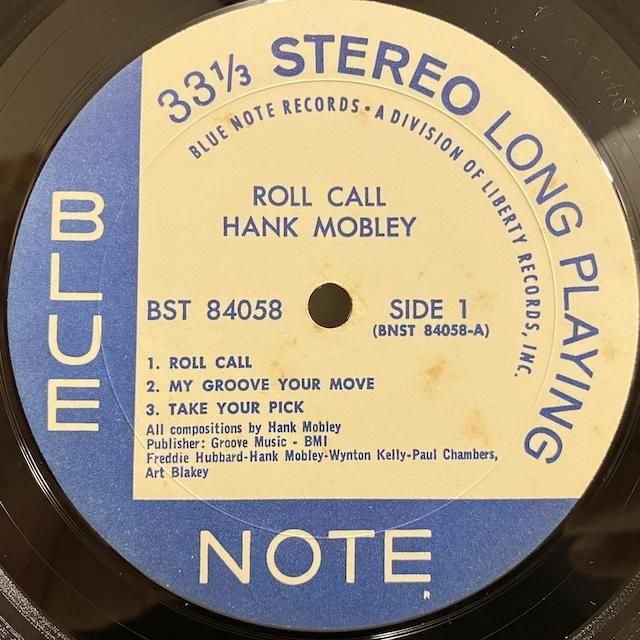 33 1/3 STEREO LONG PLAYING
BLUE NOTE RECORDS • A DIVISION OF LIBERTY RECORDS, INC.
ROLL CALL
HANK MOBLEY
BST 84058
SIDE 1
(BNST 84058-A)
1. ROLL CALL
2. MY GROOVE YOUR MOVE
3. TAKE YOUR PICK
All compositions by Hank Mobley
Publisher: Groove Music - BMI
Freddie Hubbard-Hank Mobley-Wynton Kelly-Paul Chambers,
Art Blakey
BLUE
NOTE
R